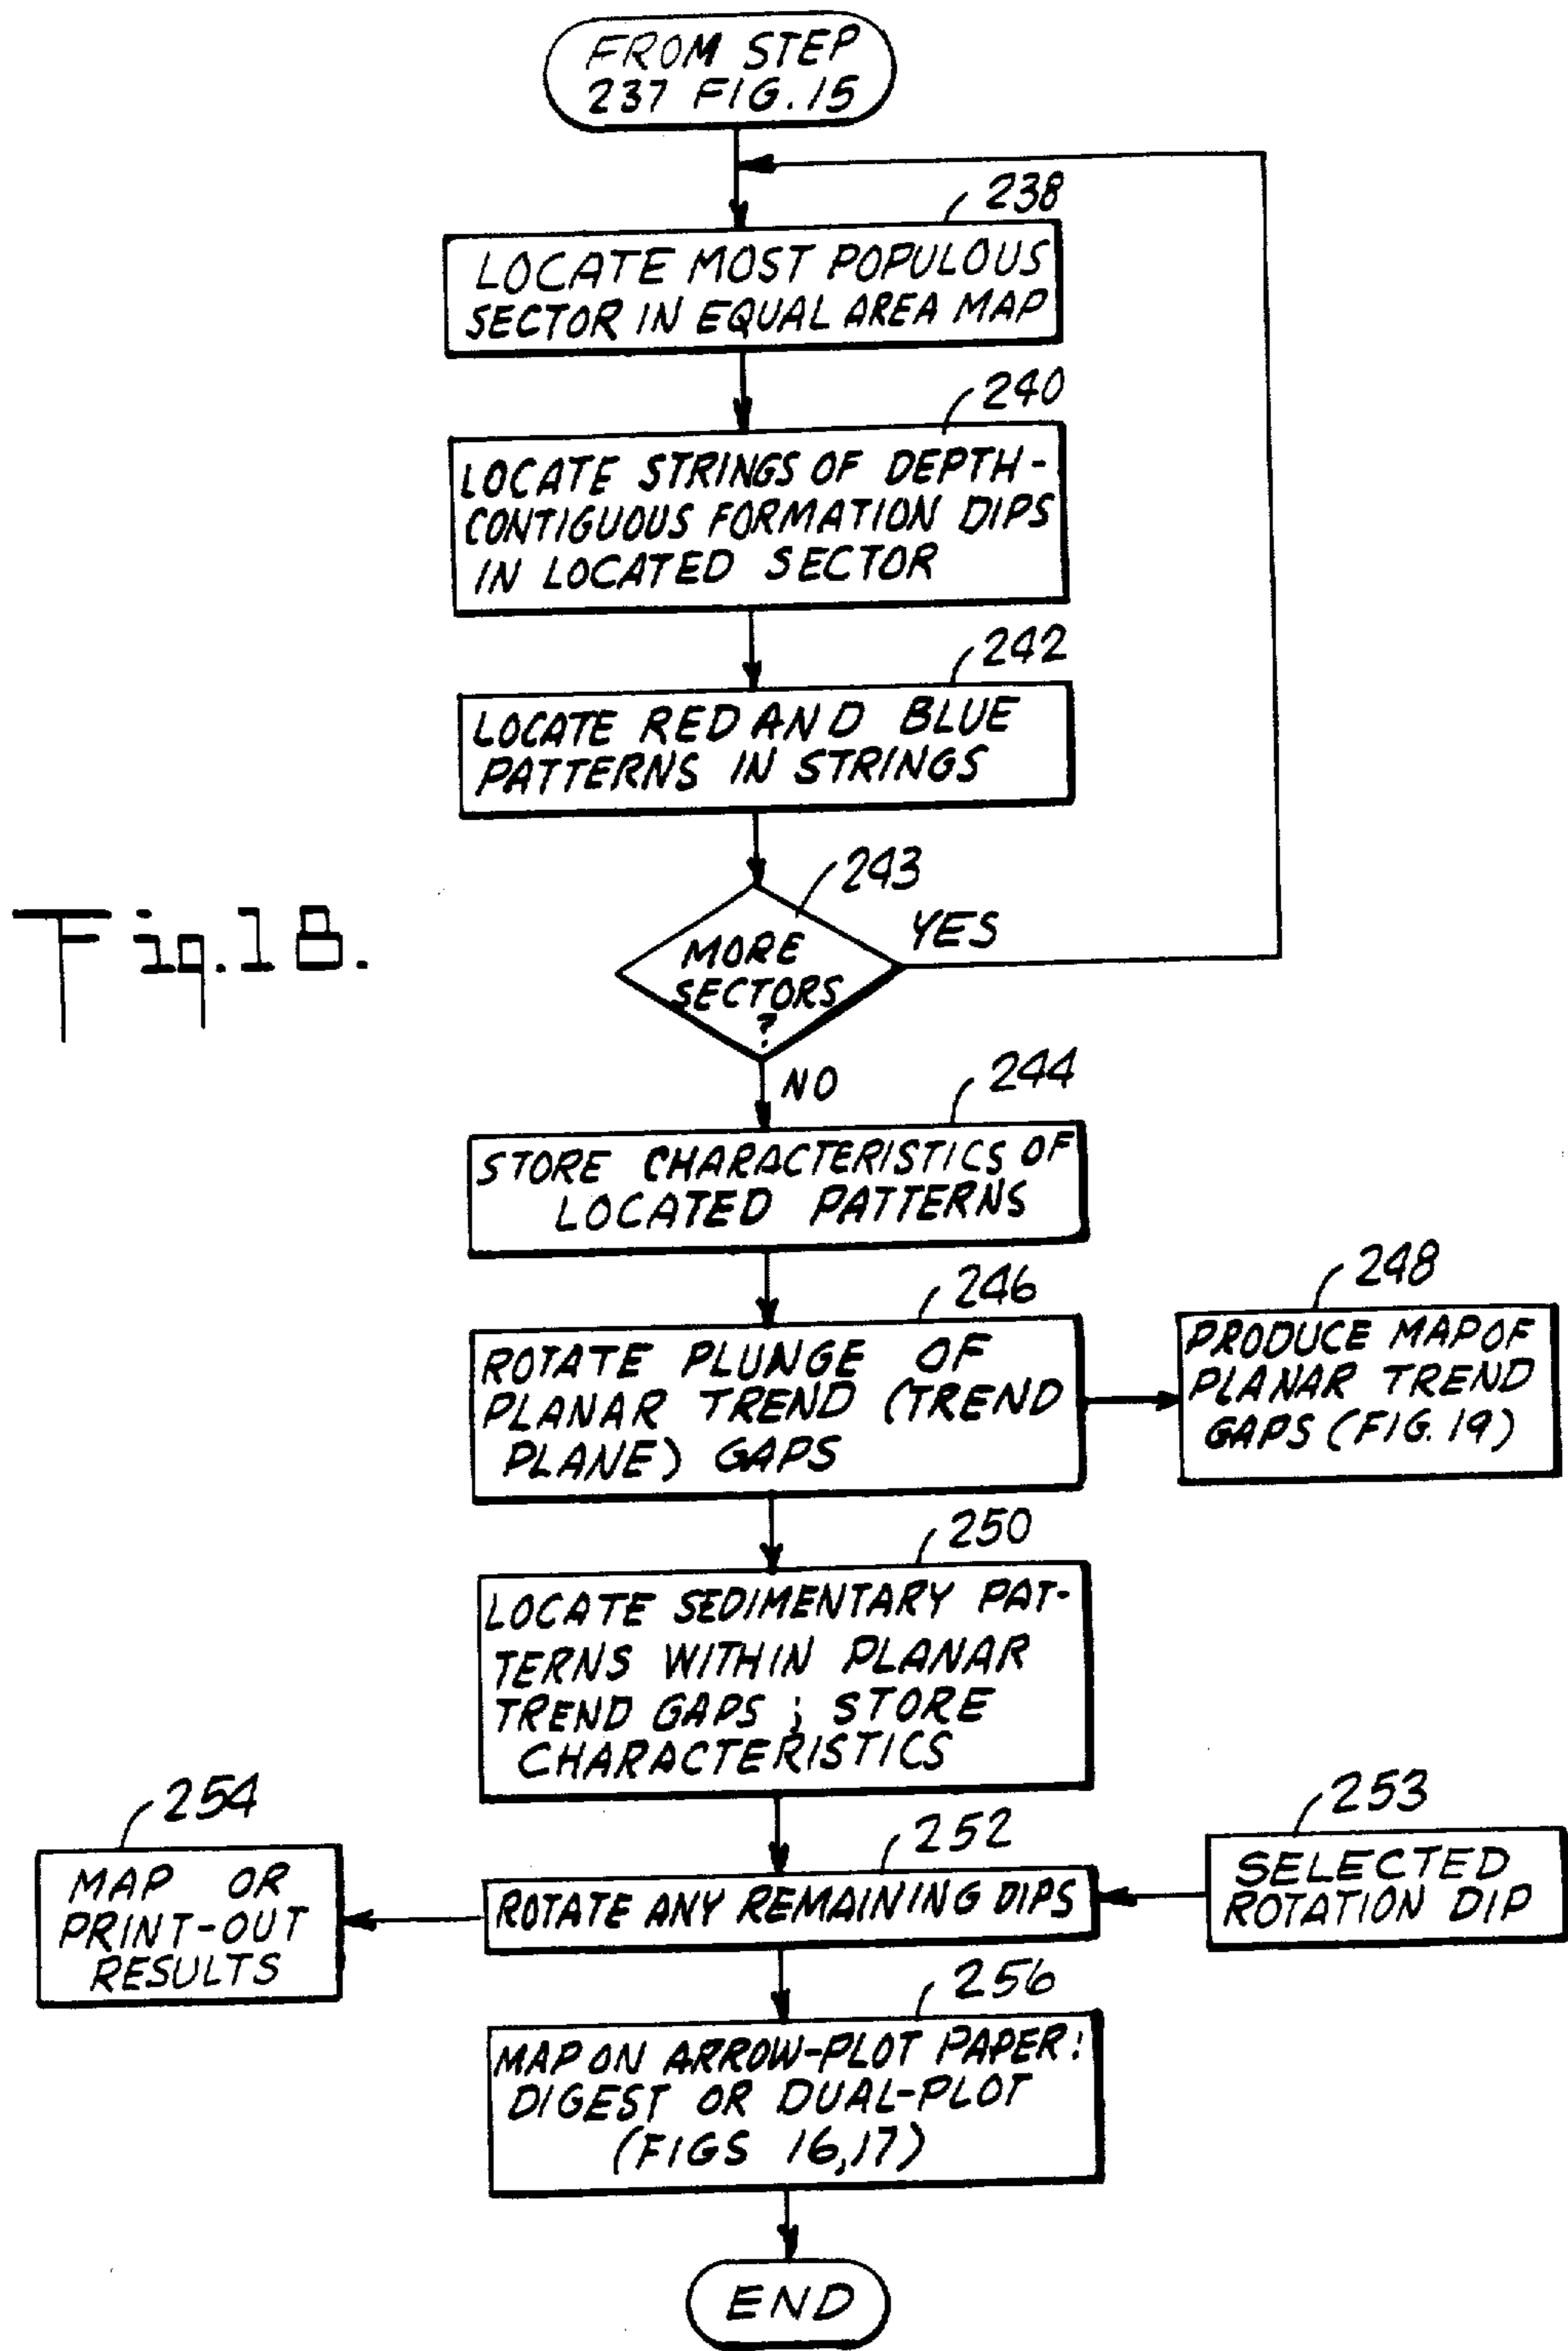 FROM STEP
237 FIG. 15
238
LOCATE MOST POPULOUS
SECTOR IN EQUAL AREA MAP
240
LOCATE STRINGS OF DEPTH-
CONTIGUOUS FORMATION DIPS
IN LOCATED SECTOR
242
LOCATE RED AND BLUE
PATTERNS IN STRINGS
243
MORE
SECTORS
?
YES
Fig.18.
NO
244
STORE CHARACTERISTICS OF
LOCATED PATTERNS
246
ROTATE PLUNGE OF
PLANAR TREND (TREND
PLANE) GAPS
248
PRODUCE MAP OF
PLANAR TREND
GAPS (FIG. 19)
250
LOCATE SEDIMENTARY PAT-
TERNS WITHIN PLANAR
TREND GAPS ; STORE
CHARACTERISTICS
254
MAP OR
PRINT-OUT
RESULTS
252
ROTATE ANY REMAINING DIPS
253
SELECTED
ROTATION DIP
256
MAP ON ARROW-PLOT PAPER:
DIGEST OR DUAL-PLOT
(FIGS 16,17)
END